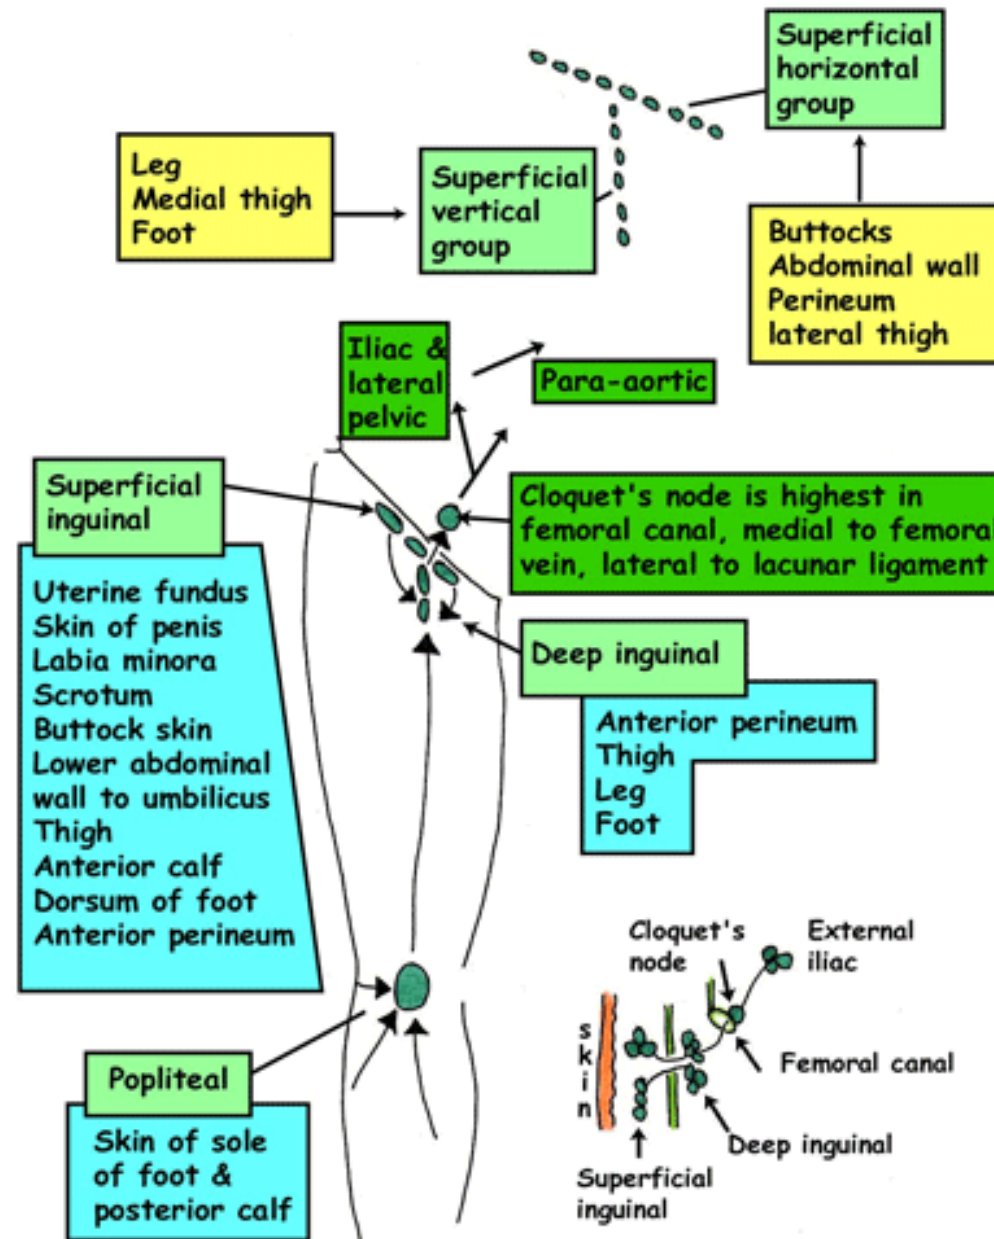 Superficial
horizontal
group
Leg
Medial thigh
Foot
Superficial
vertical
group
Buttocks
Abdominal wall
Perineum
lateral thigh
Iliac &
lateral
pelvic
Para-aortic
Superficial
inguinal
Cloquet's node is highest in
femoral canal, medial to femora
vein, lateral to lacunar ligament
Uterine fundus
Skin of penis
Labia minora
Scrotum
Buttock skin
Lower abdominal
wall to umbilicus
Thigh
Anterior calf
Dorsum of foot
Anterior perineum
Deep inguinal
Anterior perineum
Thigh
Leg
Foot
Popliteal
Skin of sole
of foot &
posterior calf
Cloquet's
node
External
iliac
skin
Femoral canal
Deep inguinal
Superficial
inguinal